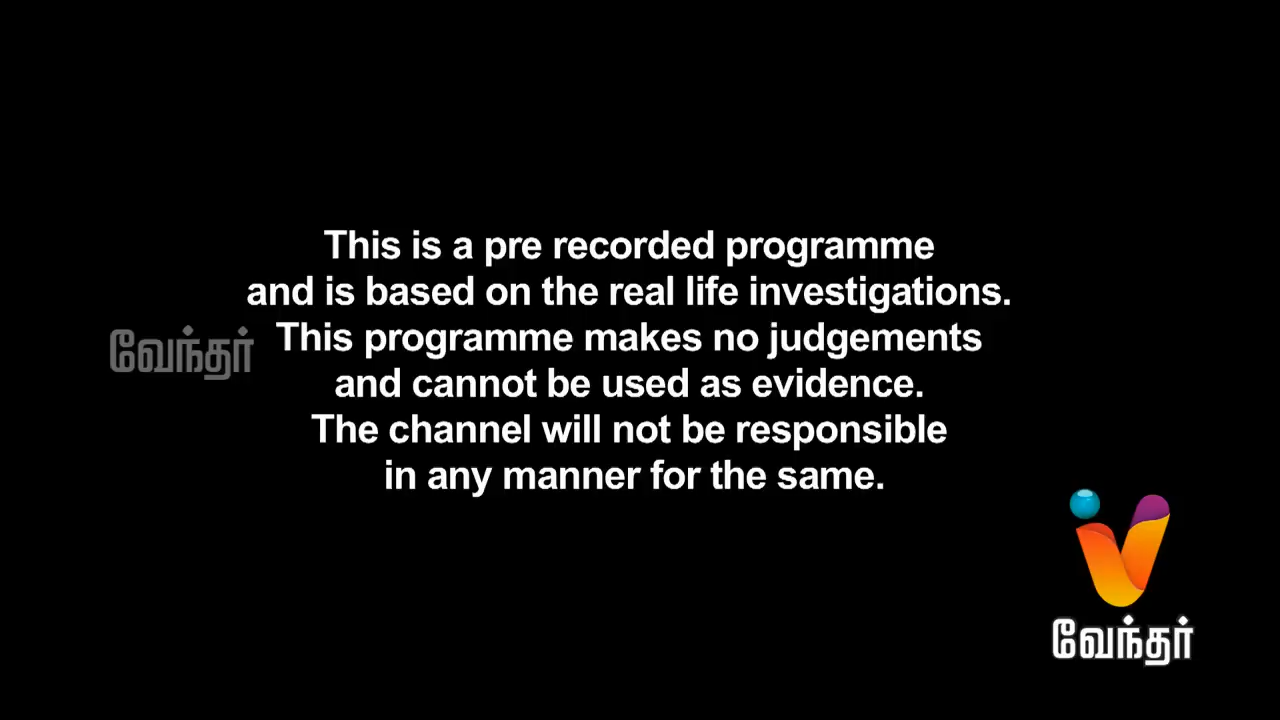 This is a pre recorded programme
and is based on the real life investigations.
வேந்தர்
This programme makes no judgements
and cannot be used as evidence.
The channel will not be responsible
in any manner for the same.
வேந்தர்